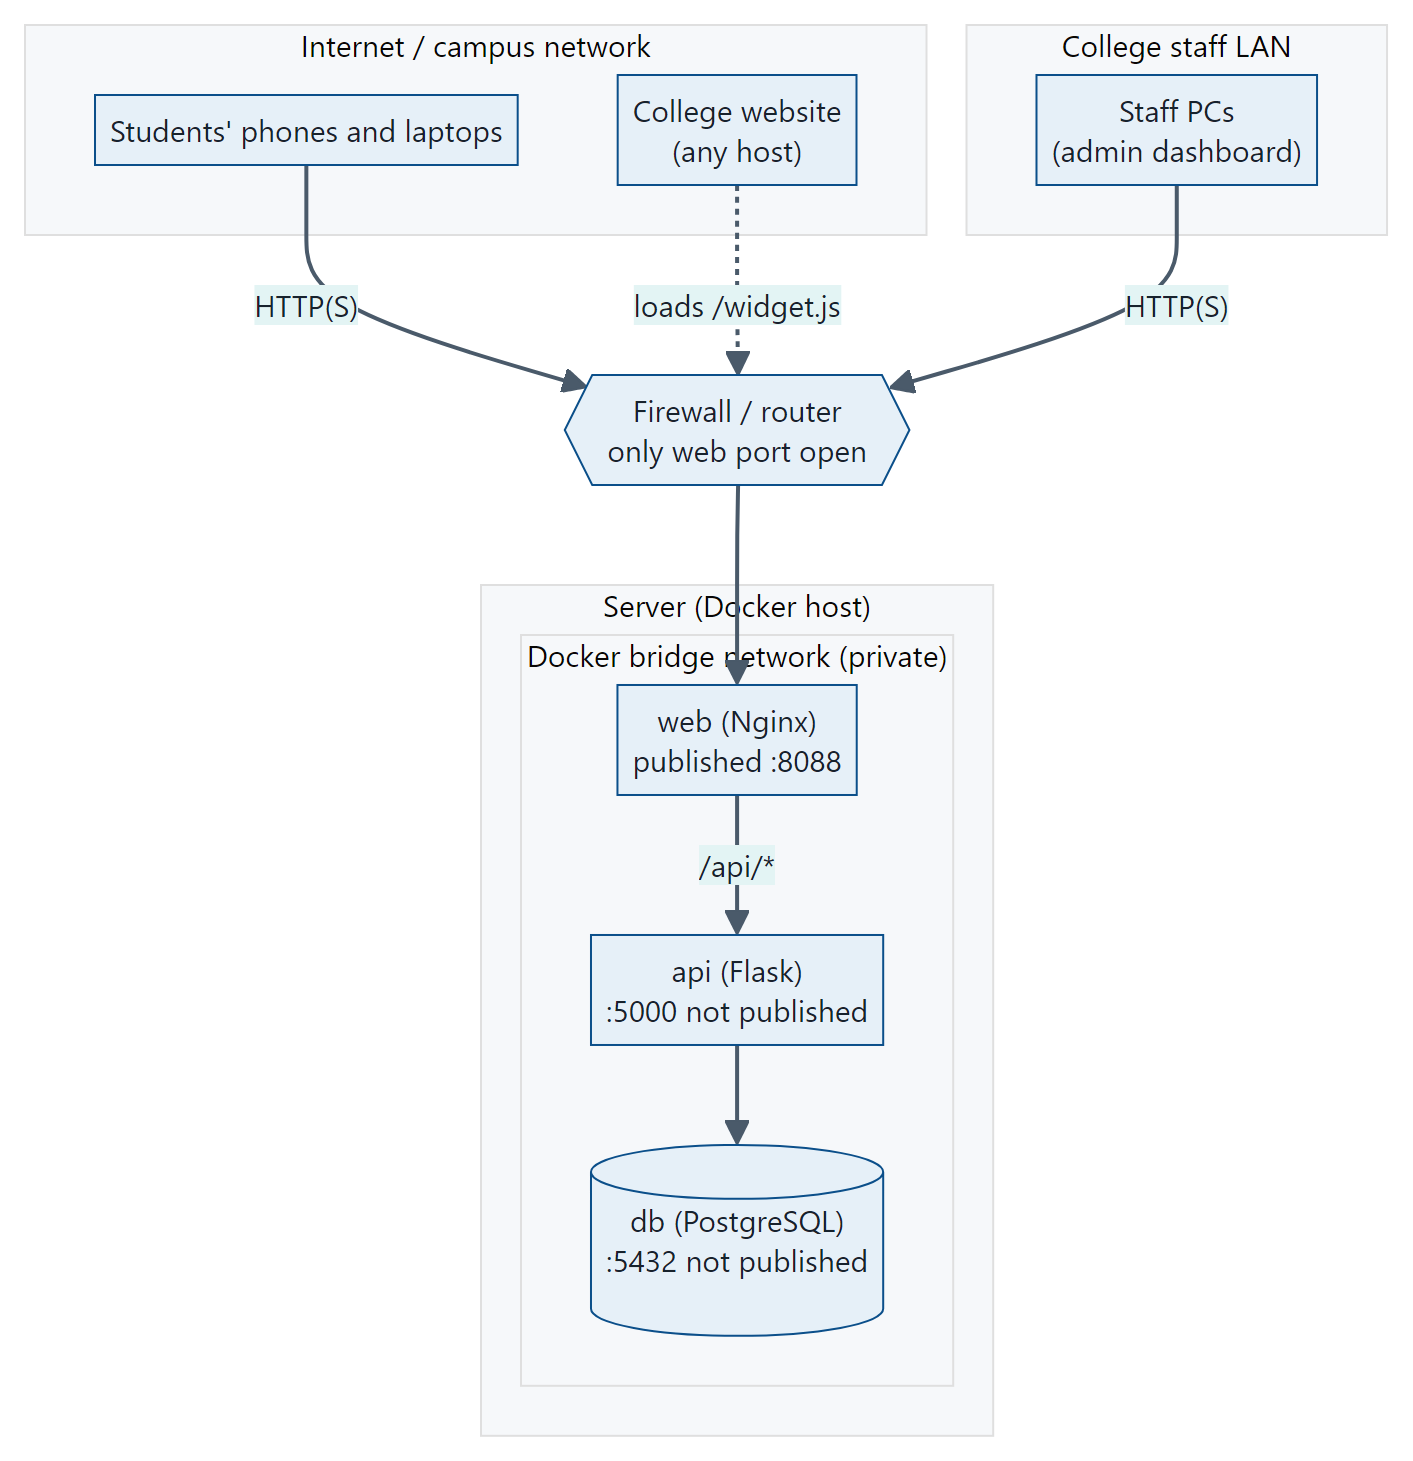 Internet / campus network
College staff LAN
Students' phones and laptops
College website
(any host)
Staff PCs
(admin dashboard)
HTTP(S)
loads /widget.js
HTTP(S)
Firewall / router
only web port open
Server (Docker host)
Docker bridge network (private)
web (Nginx)
published :8088
/api/*
api (Flask)
:5000 not published
db (PostgreSQL)
:5432 not published